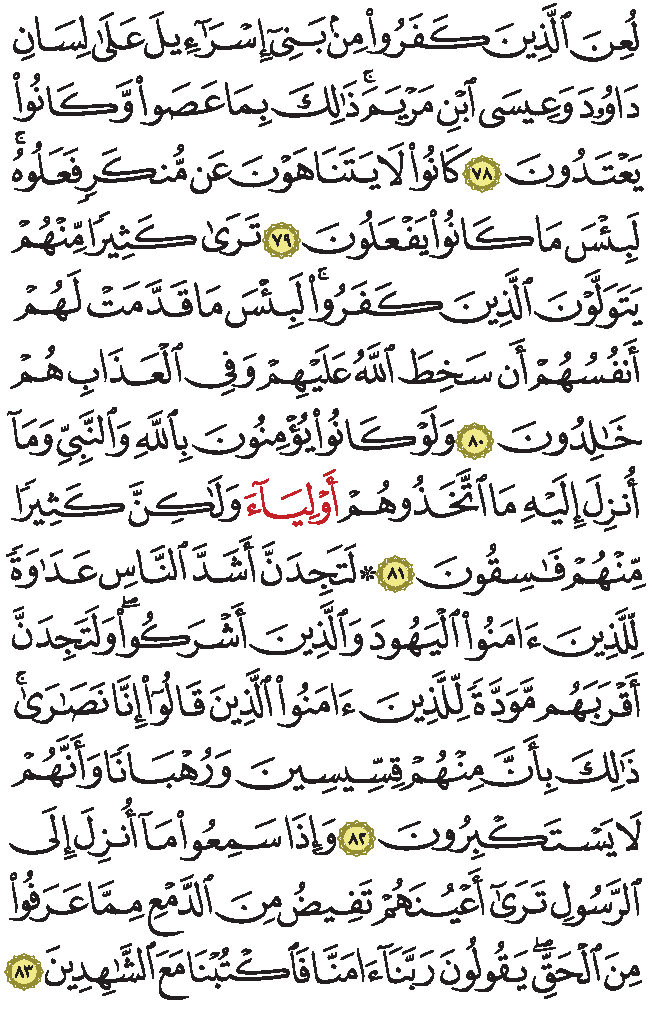 لُعِنَ ٱلَّذِينَ كَفَرُوا۟ مِنۢ بَنِىٓ إِسْرَٰٓءِيلَ عَلَىٰ لِسَانِ
دَاوُۥدَ وَعِيسَى ٱبْنِ مَرْيَمَ ۚ ذَٰلِكَ بِمَا عَصَوا۟ وَّكَانُوا۟
يَعْتَدُونَ ٧٨ كَانُوا۟ لَا يَتَنَاهَوْنَ عَن مُّنكَرٍ فَعَلُوهُ ۚ
لَبِئْسَ مَا كَانُوا۟ يَفْعَلُونَ ٧٩ تَرَىٰ كَثِيرًا مِّنْهُمْ
يَتَوَلَّوْنَ ٱلَّذِينَ كَفَرُوا۟ ۚ لَبِئْسَ مَا قَدَّمَتْ لَهُمْ
أَنفُسُهُمْ أَن سَخِطَ ٱللَّهُ عَلَيْهِمْ وَفِى ٱلْعَذَابِ هُمْ
خَٰلِدُونَ ٨٠ وَلَوْ كَانُوا۟ يُؤْمِنُونَ بِٱللَّهِ وَٱلنَّبِىِّ وَمَآ
أُنزِلَ إِلَيْهِ مَا ٱتَّخَذُوهُمْ أَوْلِيَآءَ وَلَٰكِنَّ كَثِيرًا
مِّنْهُمْ فَٰسِقُونَ ٨١ * لَتَجِدَنَّ أَشَدَّ ٱلنَّاسِ عَدَٰوَةً
لِّلَّذِينَ ءَامَنُوا۟ ٱلْيَهُودَ وَٱلَّذِينَ أَشْرَكُوا۟ ۖ وَلَتَجِدَنَّ
أَقْرَبَهُم مَّوَدَّةً لِّلَّذِينَ ءَامَنُوا۟ ٱلَّذِينَ قَالُوٓا۟ إِنَّا نَصَٰرَىٰ ۚ
ذَٰلِكَ بِأَنَّ مِنْهُمْ قِسِّيسِينَ وَرُهْبَانًا وَأَنَّهُمْ
لَا يَسْتَكْبِرُونَ ٨٢ وَإِذَا سَمِعُوا۟ مَآ أُنزِلَ إِلَى
ٱلرَّسُولِ تَرَىٰٓ أَعْيُنَهُمْ تَفِيضُ مِنَ ٱلدَّمْعِ مِمَّا عَرَفُوا۟
مِنَ ٱلْحَقِّ ۖ يَقُولُونَ رَبَّنَآ ءَامَنَّا فَٱكْتُبْنَا مَعَ ٱلشَّٰهِدِينَ ٨٣